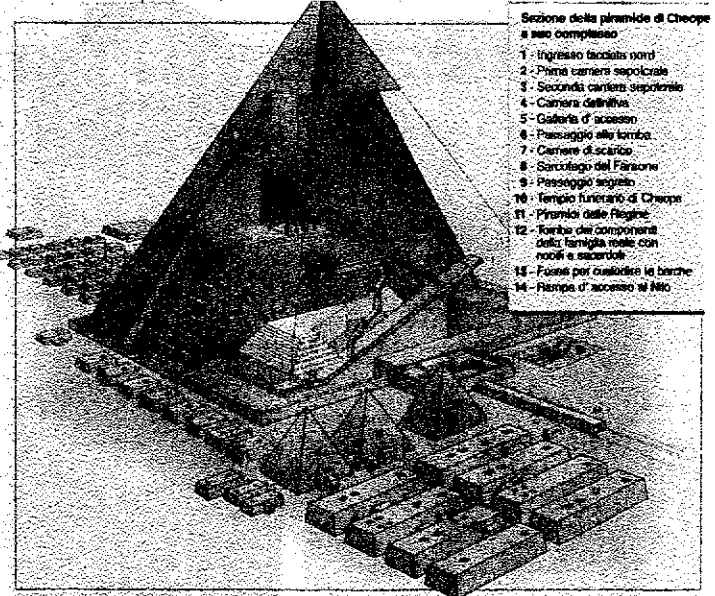 Sezione della piramide di Cheope
e suo complesso
1 - Ingresso facciata nord
2 - Prima camera sepolcrale
3 - Seconda camera sepolcrale
4 - Camera definitiva
5 - Galleria d' accesso
6 - Passaggio alla tomba
7 - Camere di scarico
8 - Sarcofago del Faraone
9 - Passaggio segreto
10 - Tempio funerario di Cheope
11 - Piramidi delle Regine
12 - Tombe dei componenti
della famiglia reale con
nobili e sacerdoti
13 - Fosse per custodire le barche
14 - Rampa d' accesso al Nilo